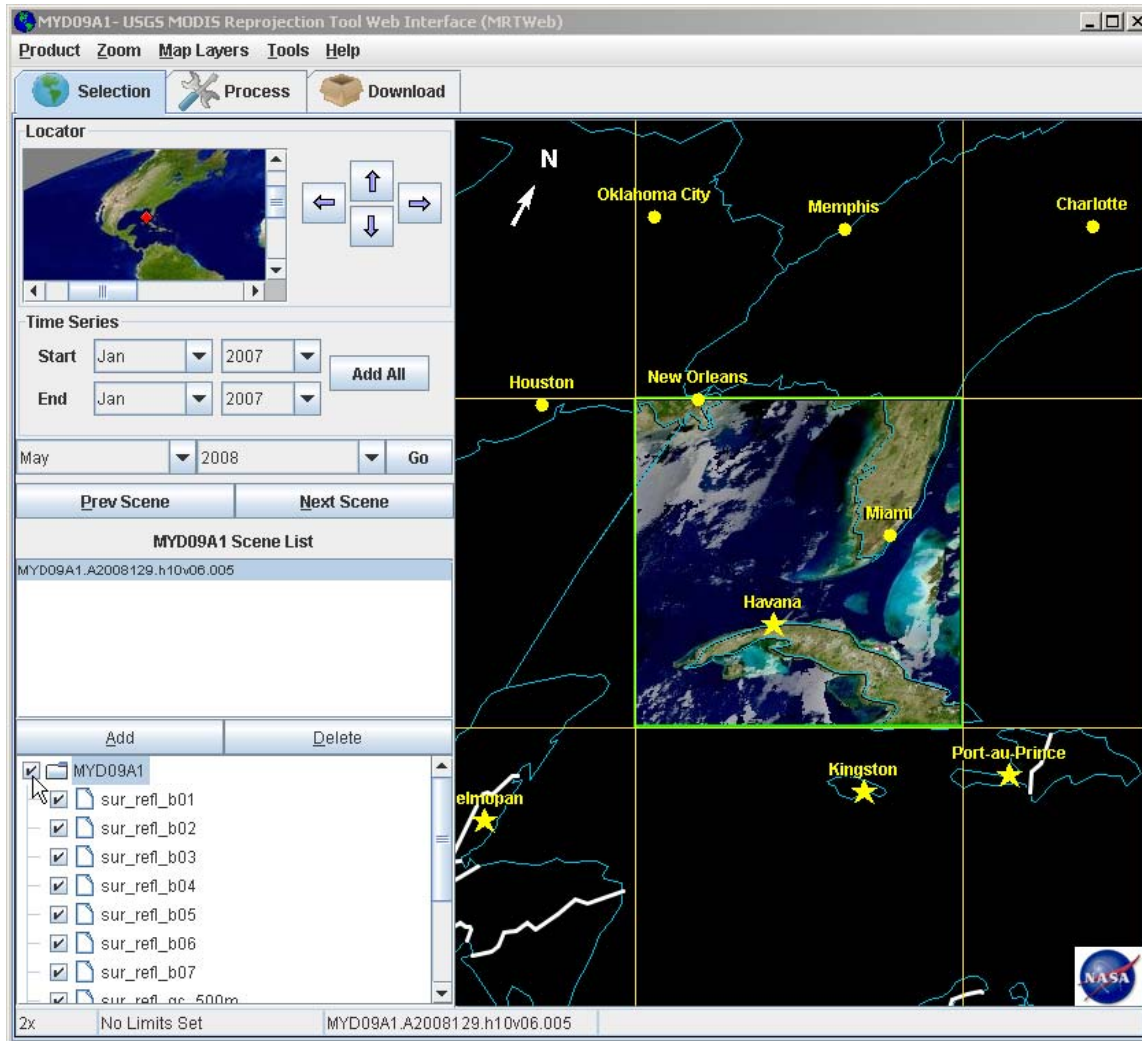 MYD09A1- USGS MODIS Reprojection Tool Web Interface (MRTWeb)
Product Zoom Map Layers Tools Help
Selection Process Download
Locator
Time Series
Start Jan 2007
End Jan 2007
Add All
May 2008 Go
Prev Scene Next Scene
MYD09A1 Scene List
MYD09A1.A2008129.h10v06.005
Add Delete
MYD09A1
sur_refl_b01
sur_refl_b02
sur_refl_b03
sur_refl_b04
sur_refl_b05
sur_refl_b06
sur_refl_b07
sur_refl_qc_500m
N
Oklahoma City
Memphis
Charlotte
Houston
New Orleans
Miami
Havana
Port-au-Prince
Kingston
elmopan
NASA
2x No Limits Set MYD09A1.A2008129.h10v06.005